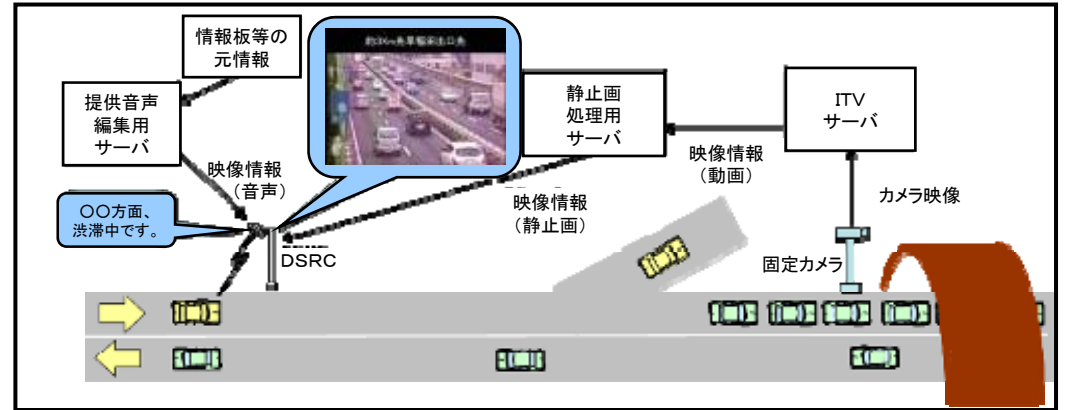 情報板等の
元情報
提供音声
編集用
サーバ
静止画
処理用
サーバ
ITV
サーバ
映像情報
（音声）
映像情報
（動画）
映像情報
（静止画）
カメラ映像
〇〇方面、
渋滞中です。
DSRC
固定カメラ